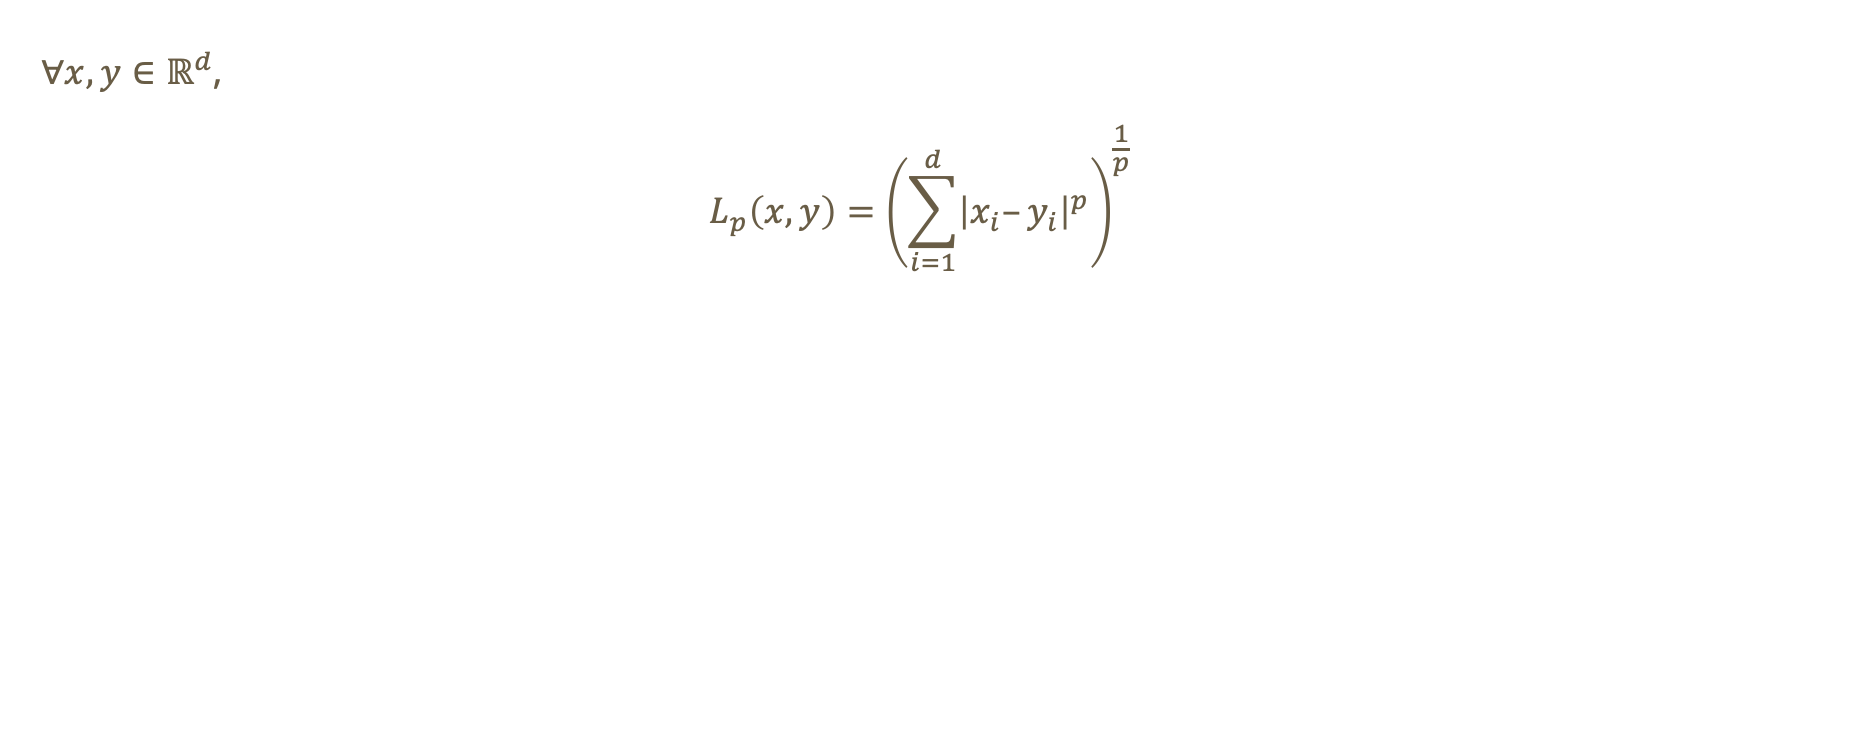 ∀x, y ∈ ℝ^d,
L_p(x, y) = (∑_{i=1}^{d} |x_i − y_i|^p)^{1/p}